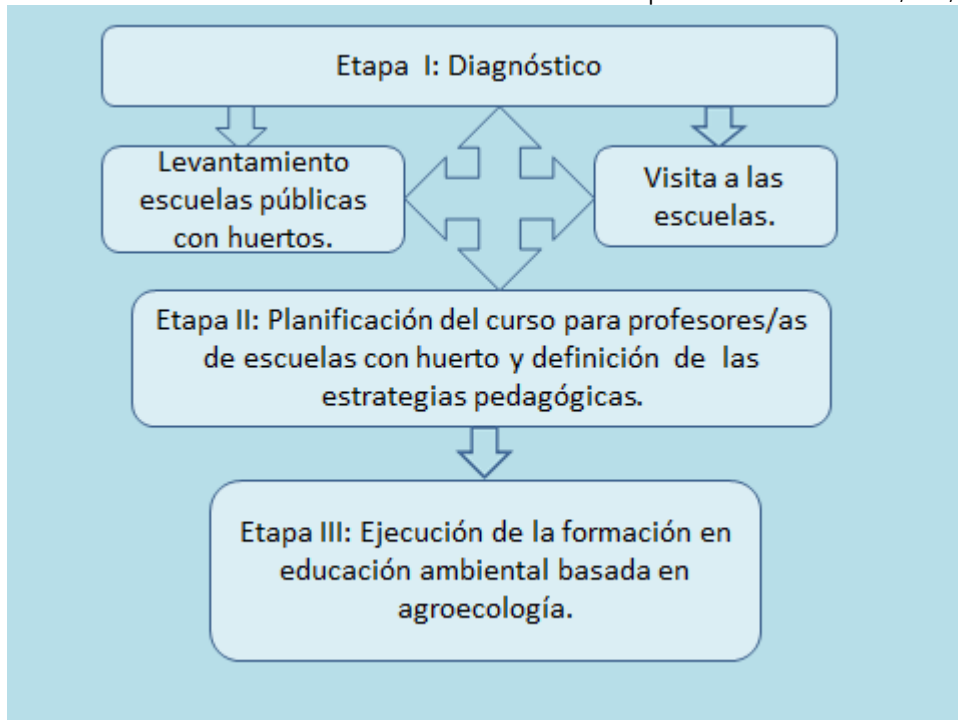 Etapa I: Diagnóstico
Levantamiento
escuelas públicas
con huertos.
Visita a las
escuelas.
Etapa II: Planificación del curso para profesores/as
de escuelas con huerto y definición de las
estrategias pedagógicas.
Etapa III: Ejecución de la formación en
educación ambiental basada en
agroecología.